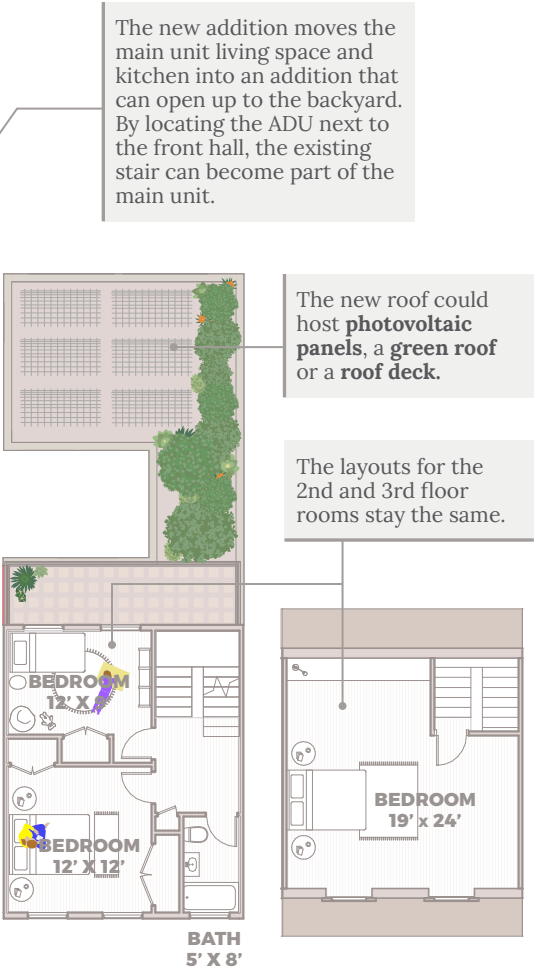 The new addition moves the
main unit living space and
kitchen into an addition that
can open up to the backyard.
By locating the ADU next to
the front hall, the existing
stair can become part of the
main unit.
The new roof could
host photovoltaic
panels, a green roof
or a roof deck.
The layouts for the
2nd and 3rd floor
rooms stay the same.
BEDROOM
12’ X
BEDROOM
12’ X 12’
BATH
5’ X 8’
BEDROOM
19’ x 24’